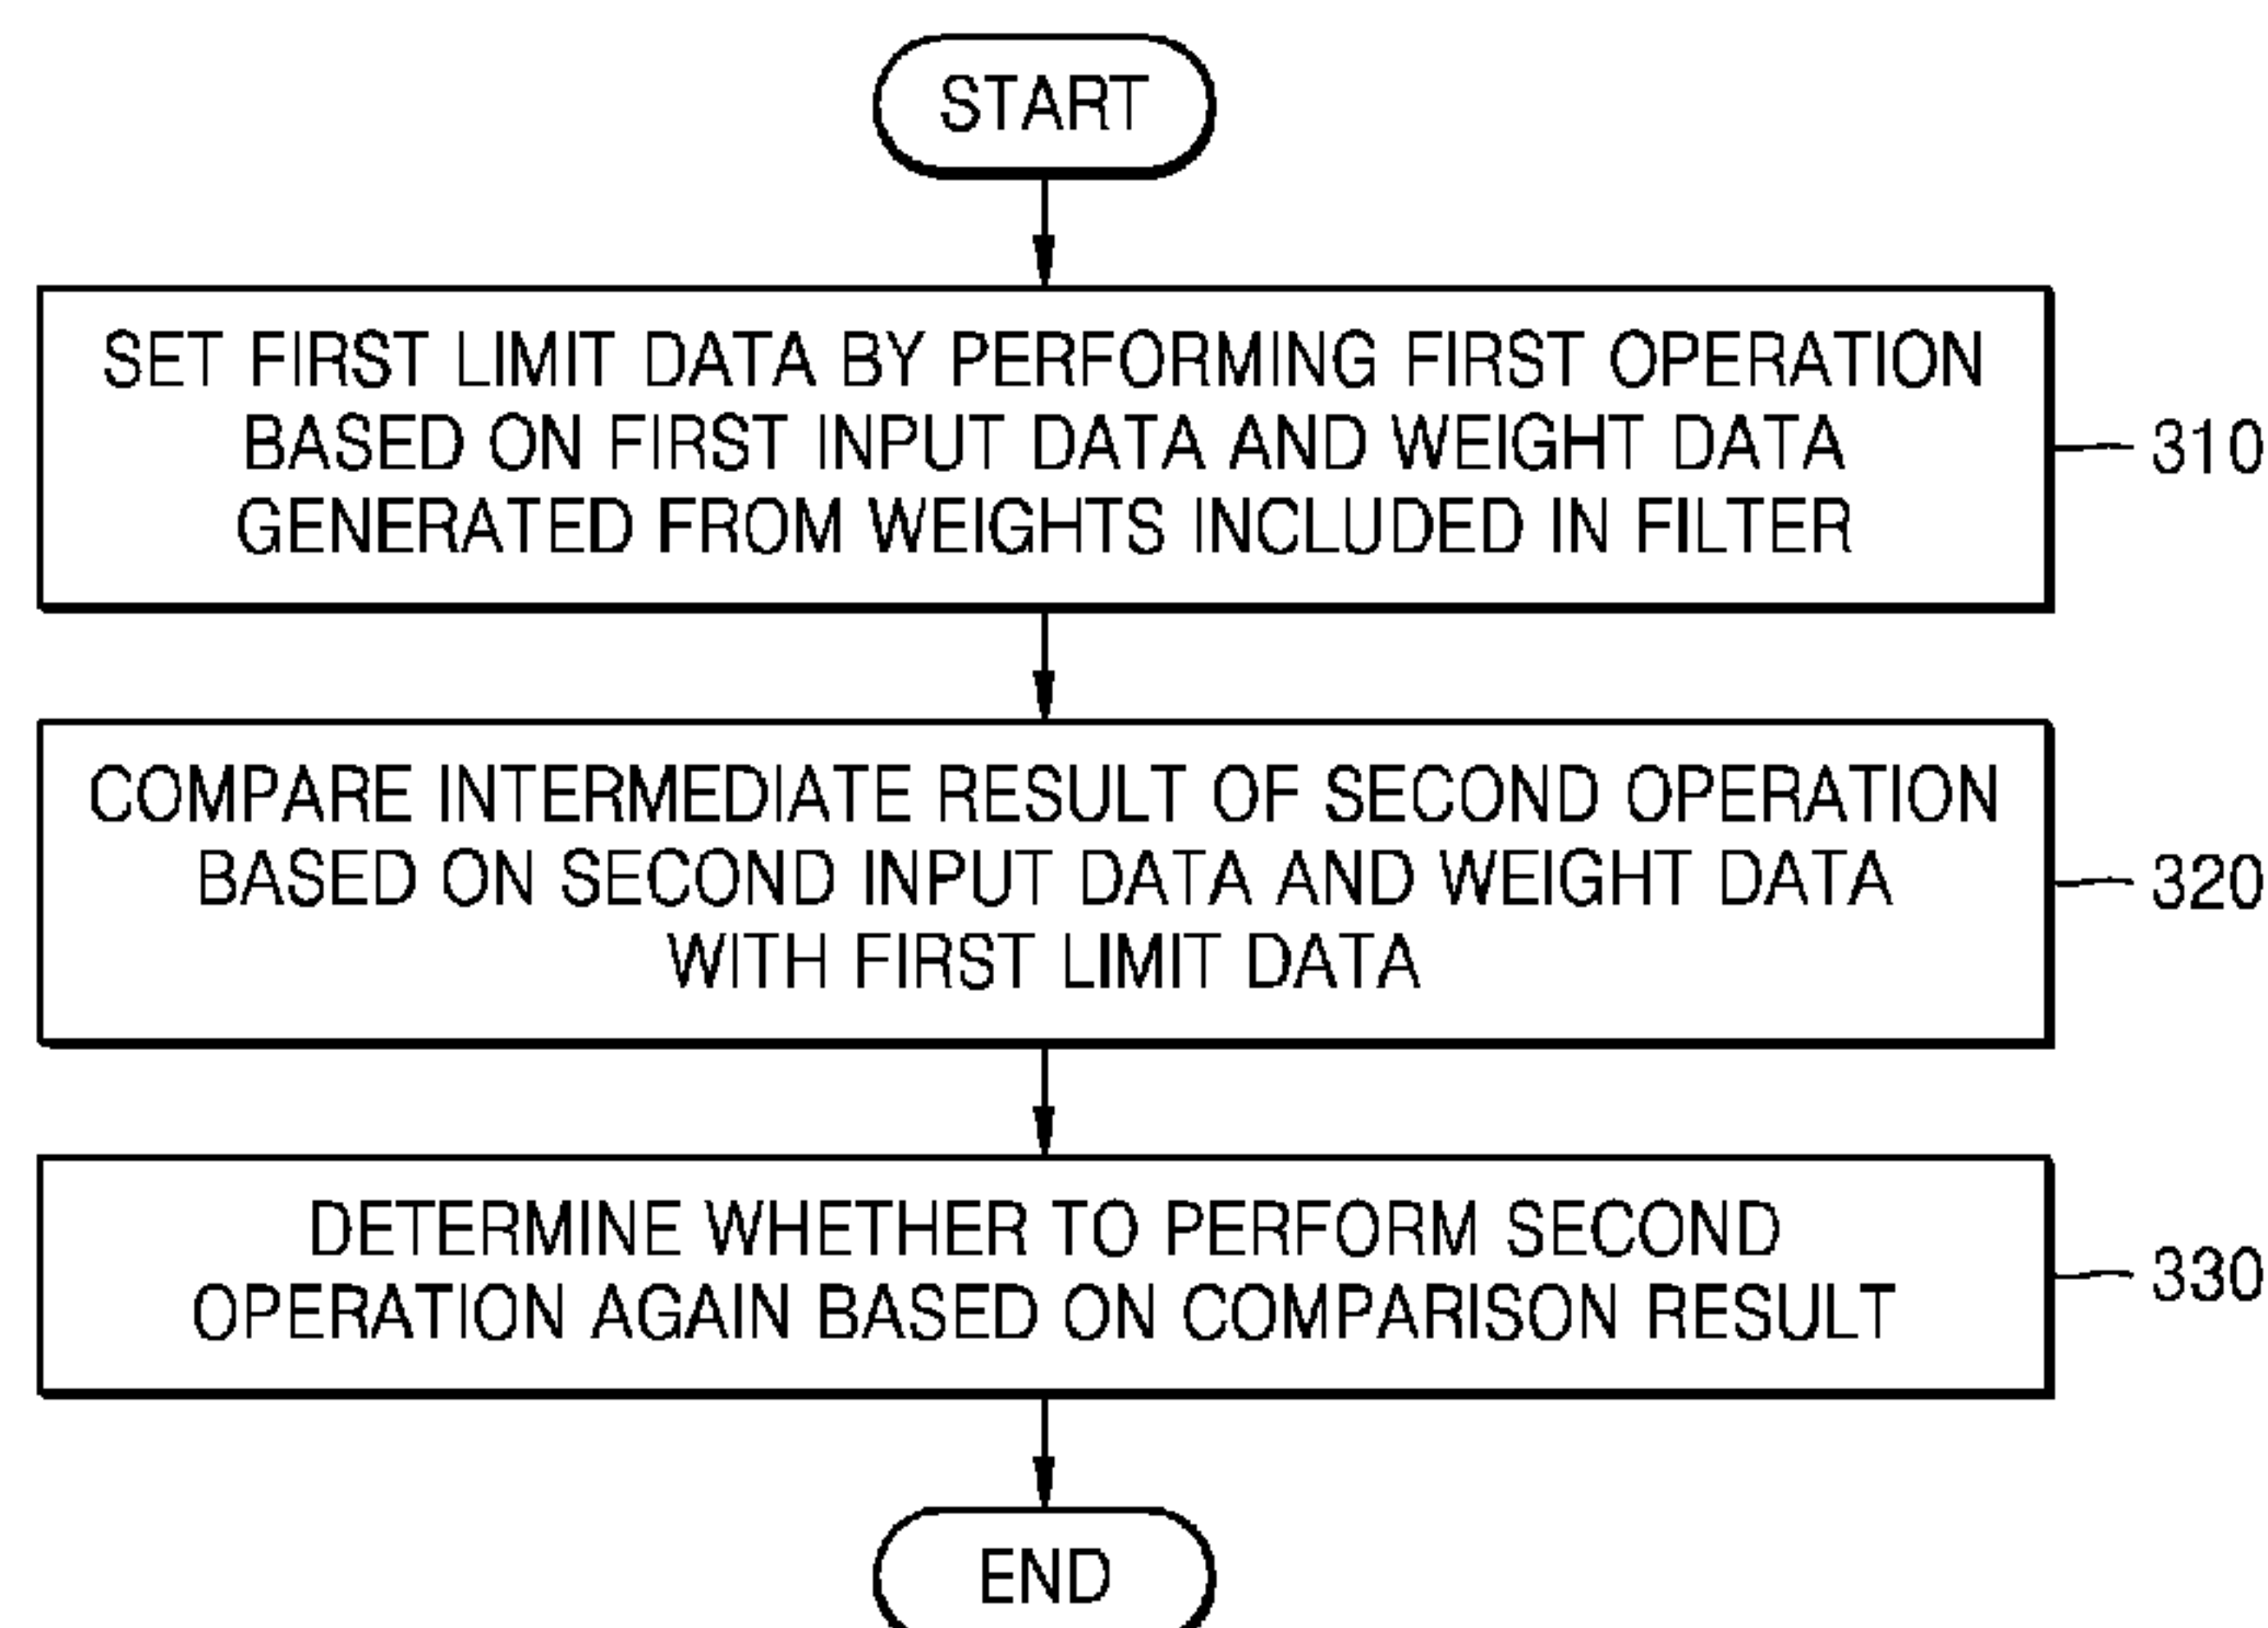 START
SET FIRST LIMIT DATA BY PERFORMING FIRST OPERATION
BASED ON FIRST INPUT DATA AND WEIGHT DATA
GENERATED FROM WEIGHTS INCLUDED IN FILTER
310
COMPARE INTERMEDIATE RESULT OF SECOND OPERATION
BASED ON SECOND INPUT DATA AND WEIGHT DATA
WITH FIRST LIMIT DATA
320
DETERMINE WHETHER TO PERFORM SECOND
OPERATION AGAIN BASED ON COMPARISON RESULT
330
END